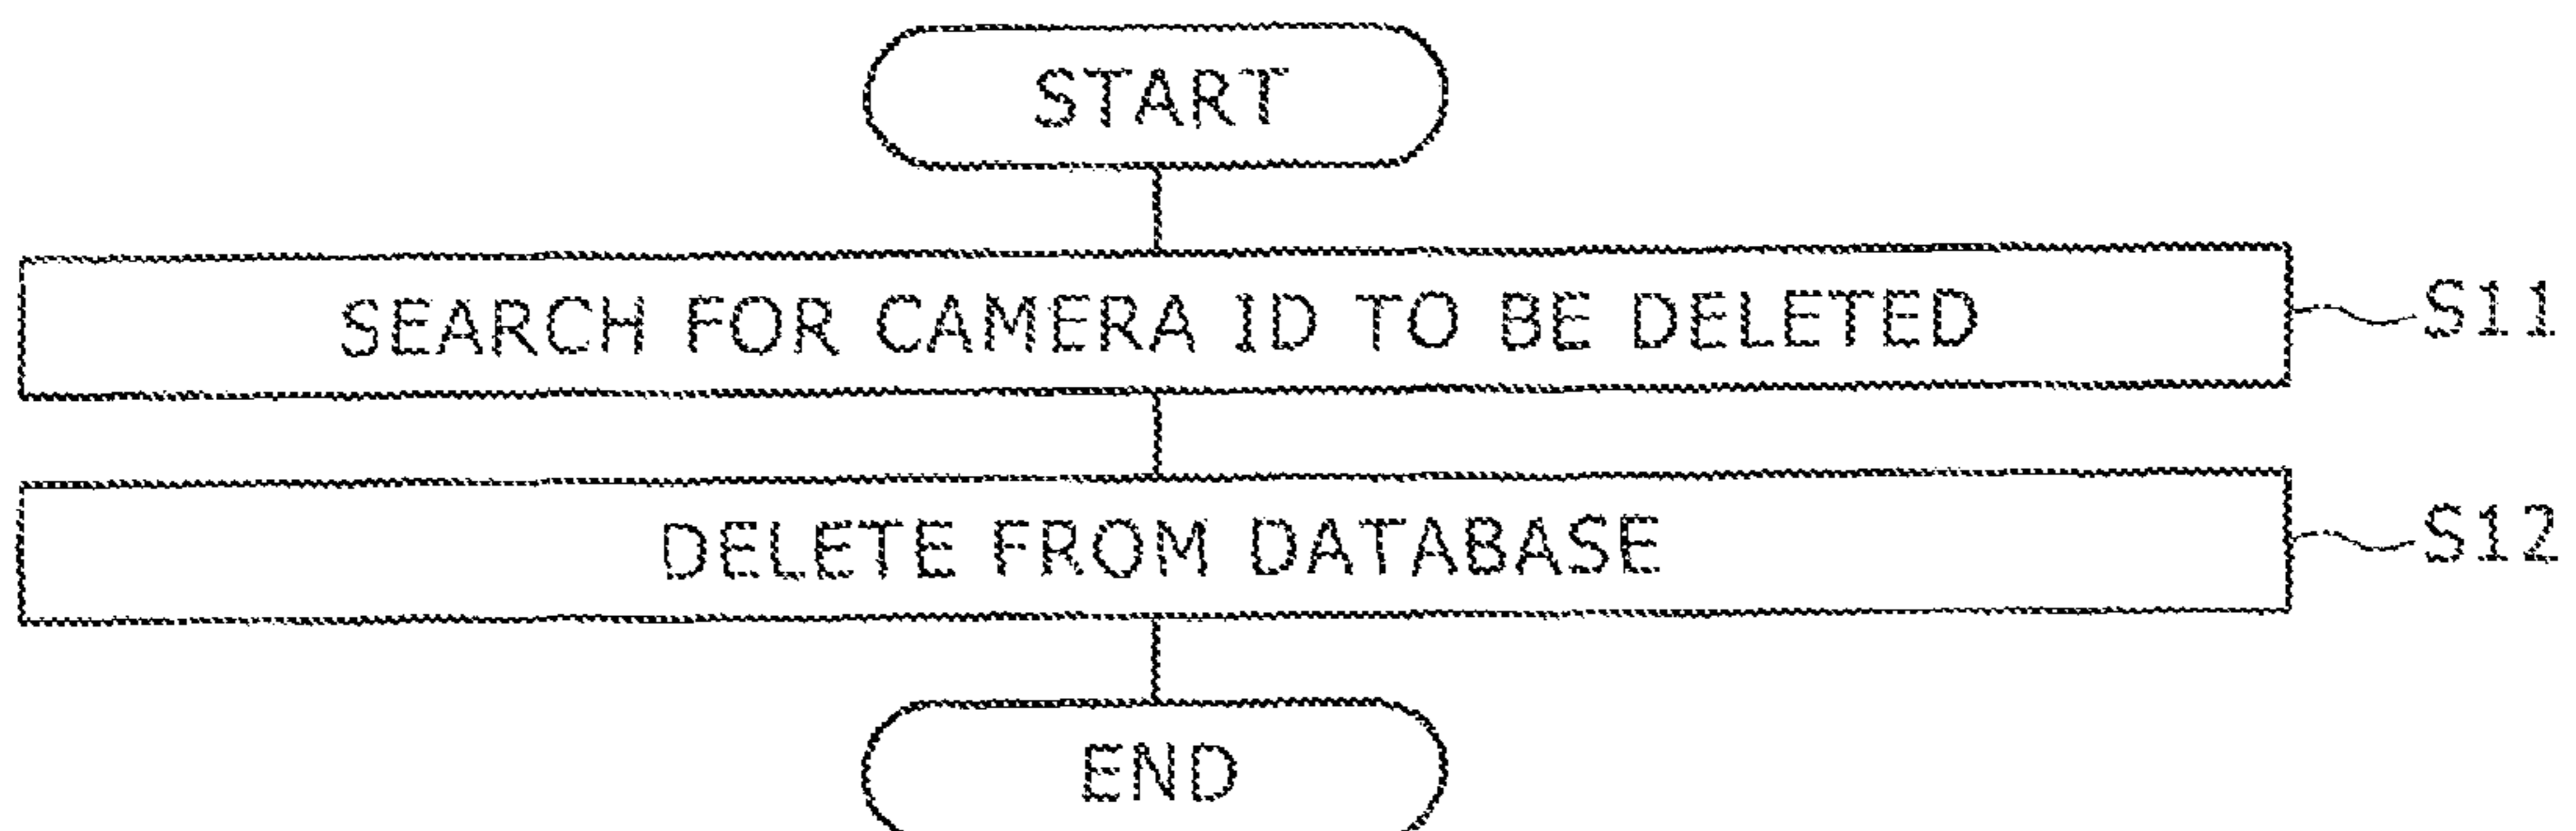 START
SEARCH FOR CAMERA ID TO BE DELETED
S11
DELETE FROM DATABASE
S12
END